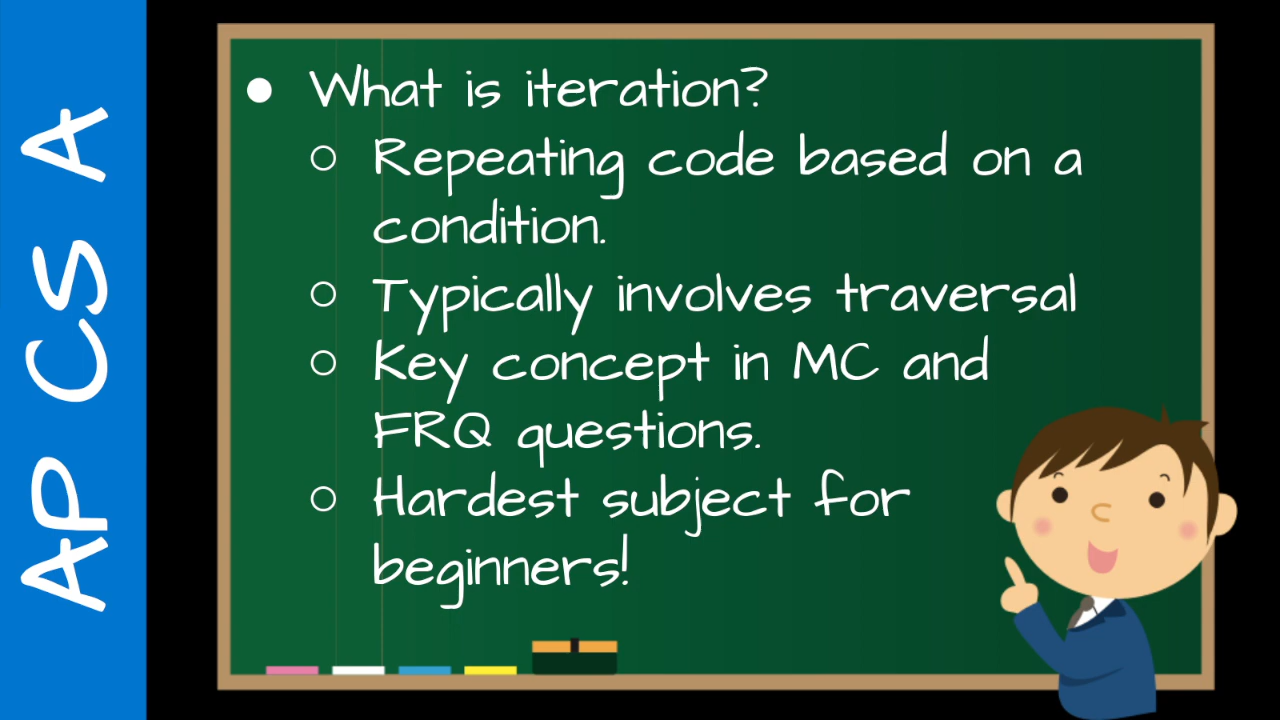 AP CS A
● What is iteration?
○ Repeating code based on a
condition.
○ Typically involves traversal
○ Key concept in MC and
FRQ questions.
○ Hardest subject for
beginners!